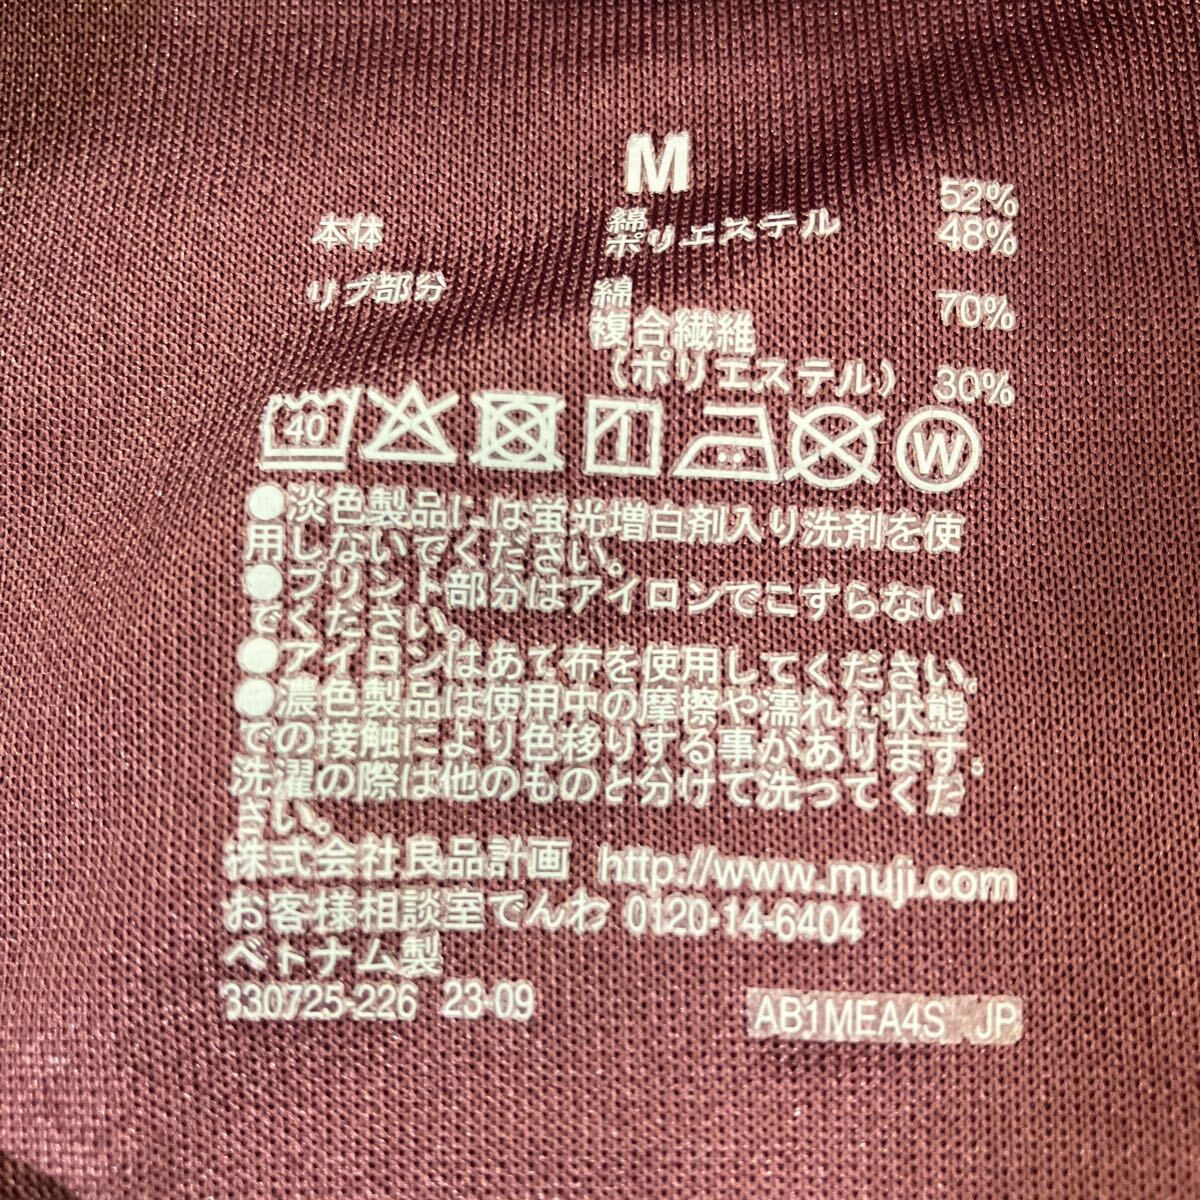 M
本体 綿 52%
ポリエステル 48%
リブ部分 綿 70%
複合繊維
(ポリエステル) 30%
40 W
●淡色製品には蛍光増白剤入り洗剤を使
用しないでください。
●プリント部分はアイロンでこすらない
でください。
●アイロンはあて布を使用してください。
●濃色製品は使用中の摩擦や濡れた状態
での接触により色移りする事があります。
洗濯の際は他のものと分けて洗ってくだ
さい。
株式会社良品計画 http://www.muji.com
お客様相談室でんわ 0120-14-6404
ベトナム製
330725-226 23-09 AB1MEA4S JP